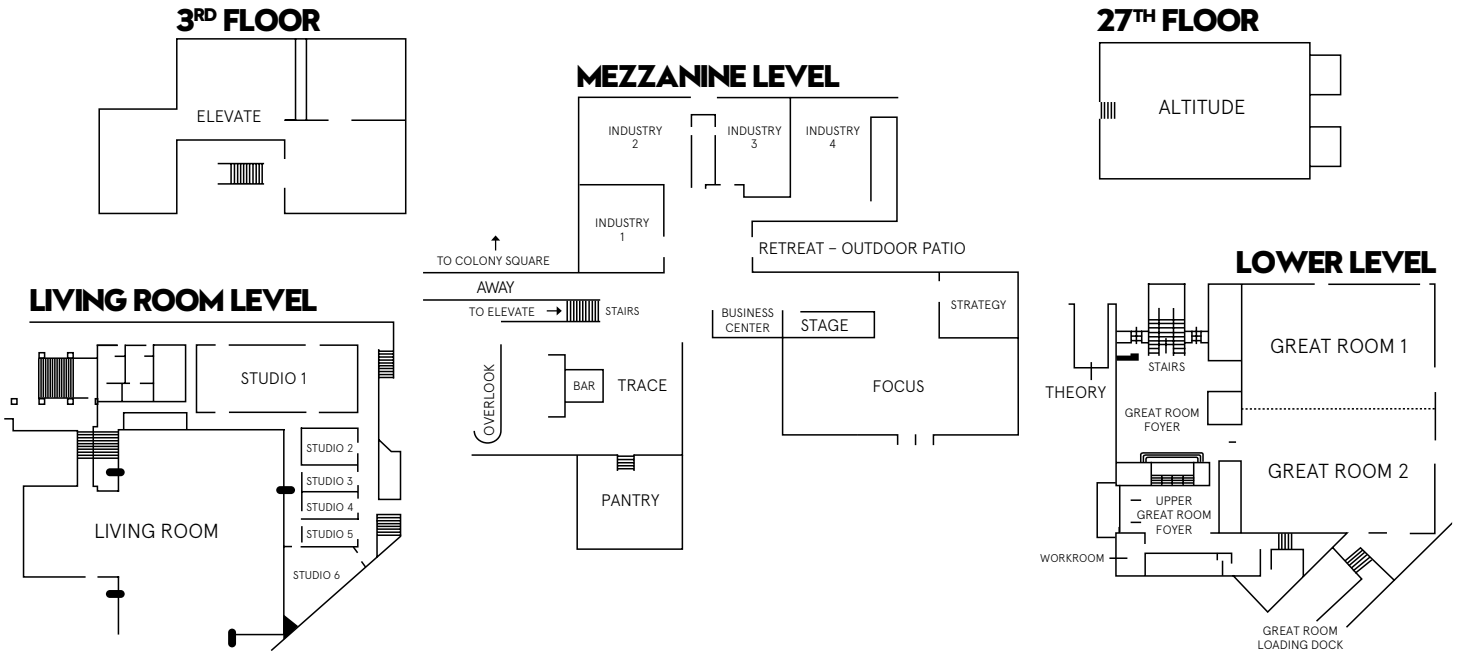 3RD FLOOR
ELEVATE
MEZZANINE LEVEL
INDUSTRY
2
INDUSTRY
3
INDUSTRY
4
INDUSTRY
1
RETREAT – OUTDOOR PATIO
TO COLONY SQUARE
AWAY
TO ELEVATE
STAIRS
BUSINESS
CENTER
STAGE
STRATEGY
OVERLOOK
BAR
TRACE
FOCUS
PANTRY
27TH FLOOR
ALTITUDE
LIVING ROOM LEVEL
STUDIO 1
STUDIO 2
STUDIO 3
STUDIO 4
STUDIO 5
STUDIO 6
LIVING ROOM
LOWER LEVEL
GREAT ROOM 1
STAIRS
THEORY
GREAT ROOM
FOYER
GREAT ROOM 2
UPPER
GREAT ROOM
FOYER
WORKROOM
GREAT ROOM
LOADING DOCK